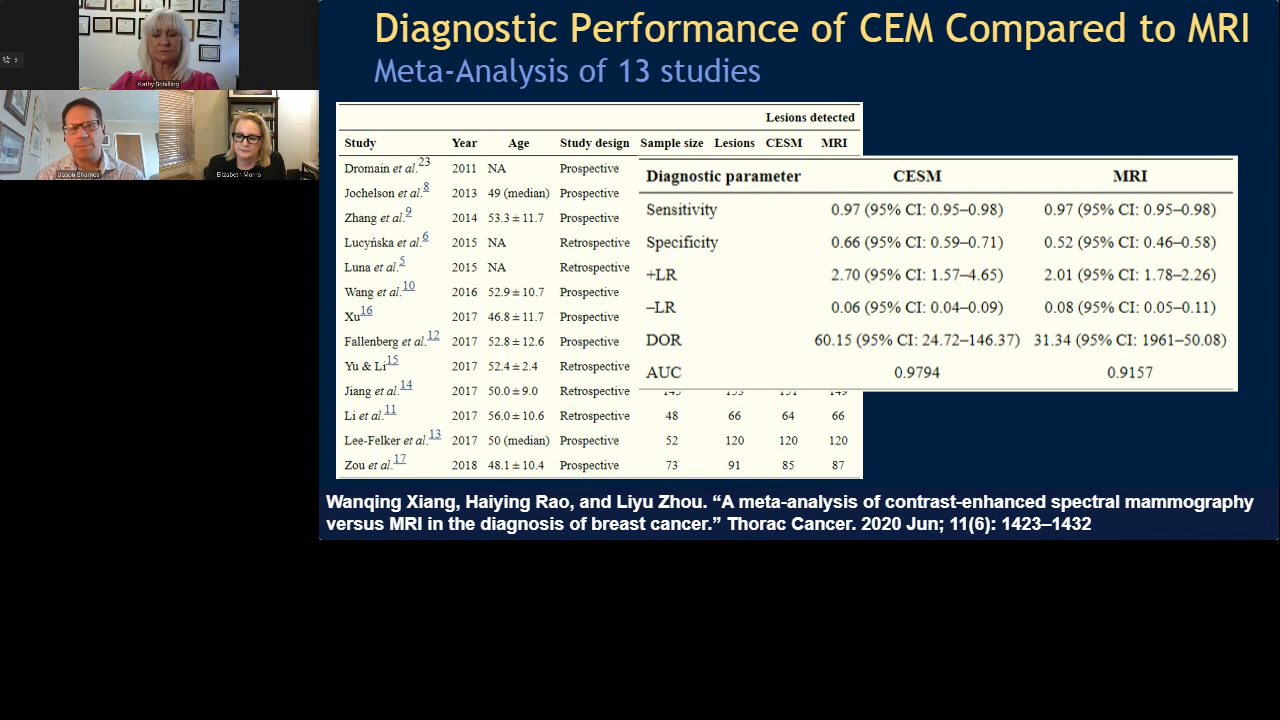 Kathy Schilling
Jason Shames
Elizabeth Morris
Diagnostic Performance of CEM Compared to MRI
Meta-Analysis of 13 studies
Lesions detected
Study Year Age Study design Sample size Lesions CESM MRI
Dromain et al.23 2011 NA Prospective
Jochelson et al.8 2013 49 (median) Prospective
Zhang et al.9 2014 53.3 ± 11.7 Prospective
Lucyńska et al.6 2015 NA Retrospective
Luna et al.5 2015 NA Retrospective
Wang et al.10 2016 52.9 ± 10.7 Prospective
Xu16 2017 46.8 ± 11.7 Prospective
Fallenberg et al.12 2017 52.8 ± 12.6 Prospective
Yu & Li15 2017 52.4 ± 2.4 Retrospective
Jiang et al.14 2017 50.0 ± 9.0 Retrospective
Li et al.11 2017 56.0 ± 10.6 Retrospective 48 66 64 66
Lee-Felker et al.13 2017 50 (median) Prospective 52 120 120 120
Zou et al.17 2018 48.1 ± 10.4 Prospective 73 91 85 87
Diagnostic parameter CESM MRI
Sensitivity 0.97 (95% CI: 0.95–0.98) 0.97 (95% CI: 0.95–0.98)
Specificity 0.66 (95% CI: 0.59–0.71) 0.52 (95% CI: 0.46–0.58)
+LR 2.70 (95% CI: 1.57–4.65) 2.01 (95% CI: 1.78–2.26)
–LR 0.06 (95% CI: 0.04–0.09) 0.08 (95% CI: 0.05–0.11)
DOR 60.15 (95% CI: 24.72–146.37) 31.34 (95% CI: 1961–50.08)
AUC 0.9794 0.9157
Wanqing Xiang, Haiying Rao, and Liyu Zhou. “A meta-analysis of contrast-enhanced spectral mammography
versus MRI in the diagnosis of breast cancer.” Thorac Cancer. 2020 Jun; 11(6): 1423–1432